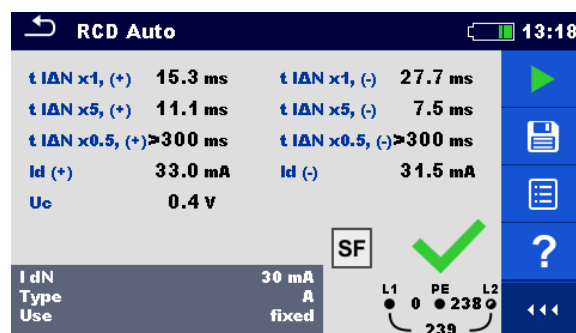 RCD Auto 13:18
t IΔN x1, (+) 15.3 ms t IΔN x1, (-) 27.7 ms
t IΔN x5, (+) 11.1 ms t IΔN x5, (-) 7.5 ms
t IΔN x0.5, (+) >300 ms t IΔN x0.5, (-) >300 ms
Id (+) 33.0 mA Id (-) 31.5 mA
Uc 0.4 V
SF
?
I dN 30 mA
Type A
Use fixed
L1 PE L2
0 238
239